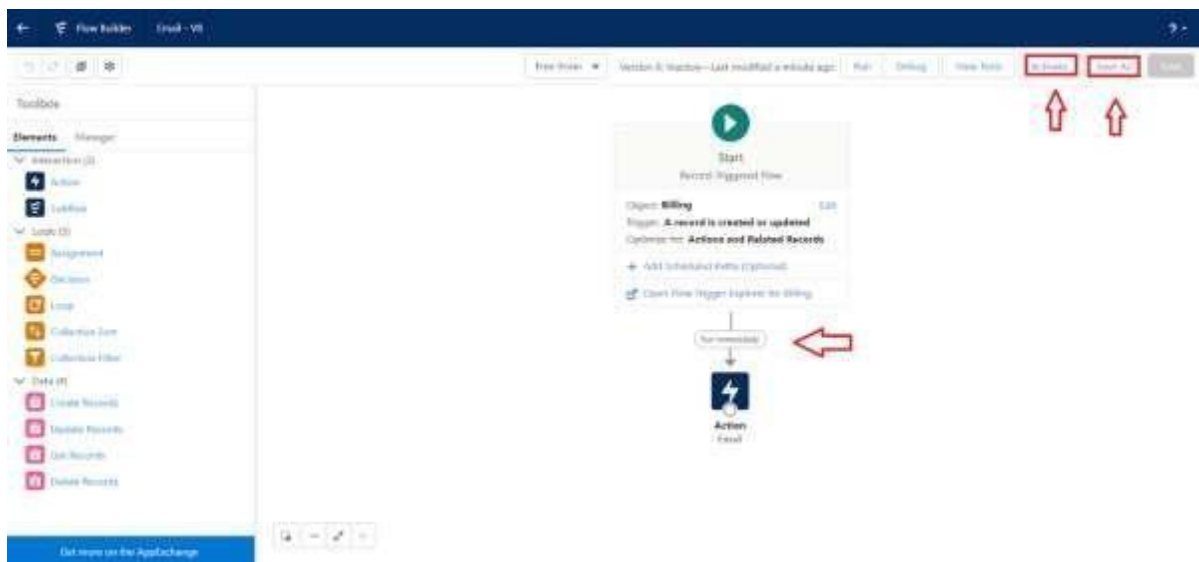 Flow Builder Email - V8
Free-Form Version 8: Inactive—Last modified a minute ago Run Debug Activate Save As Save
Toolbox
Elements Manager
Interaction (2)
Action
Subflow
Logic (5)
Assignment
Decision
Loop
Collection Sort
Collection Filter
Data (4)
Create Records
Update Records
Get Records
Delete Records
Get more on the AppExchange
Start
Record-Triggered Flow
Object: Billing Edit
Trigger: A record is created or updated
Optimize for: Actions and Related Records
+ Add Scheduled Paths (Optional)
Open Flow Trigger Explorer for Billing
Run Immediately
Action
Email